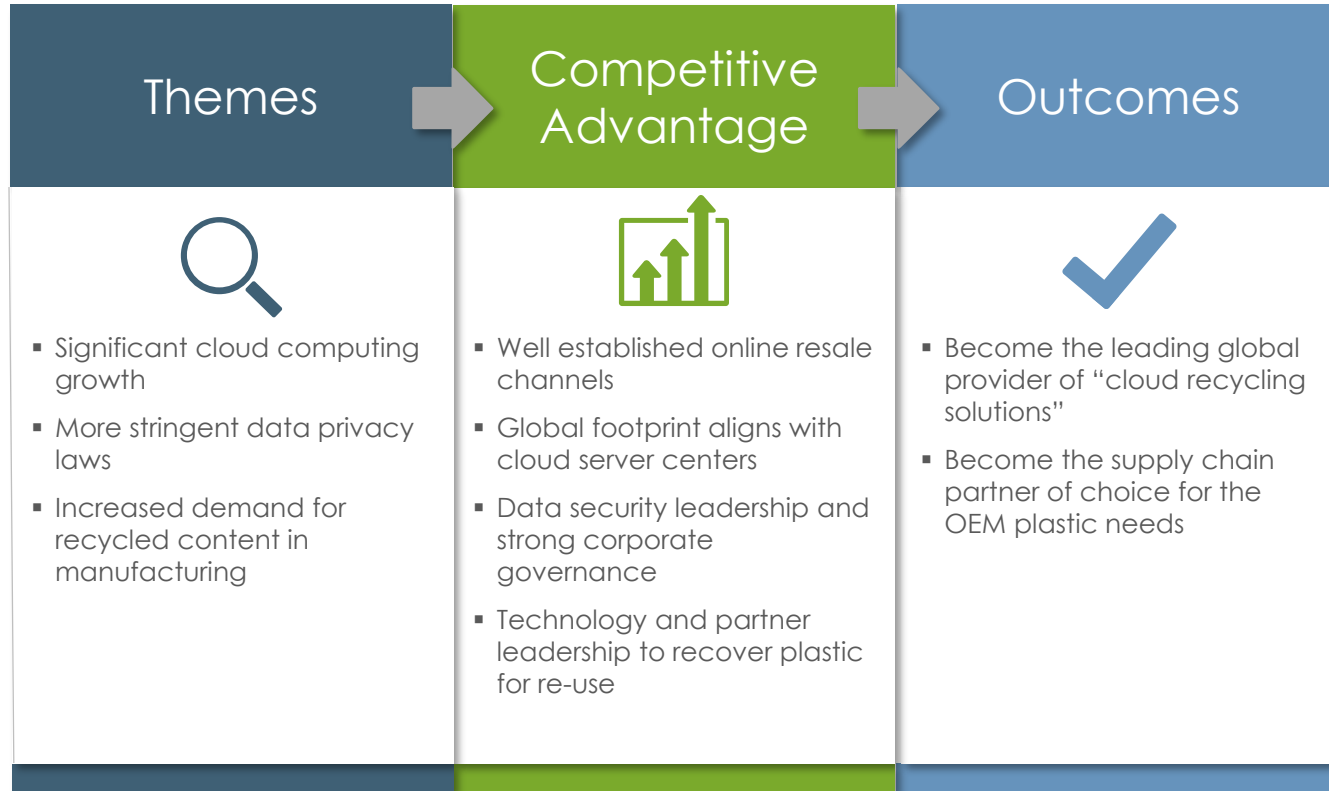 Themes
Competitive
Advantage
Outcomes
▪ Significant cloud computing
growth
▪ More stringent data privacy
laws
▪ Increased demand for
recycled content in
manufacturing
▪ Well established online resale
channels
▪ Global footprint aligns with
cloud server centers
▪ Data security leadership and
strong corporate
governance
▪ Technology and partner
leadership to recover plastic
for re-use
▪ Become the leading global
provider of “cloud recycling
solutions”
▪ Become the supply chain
partner of choice for the
OEM plastic needs